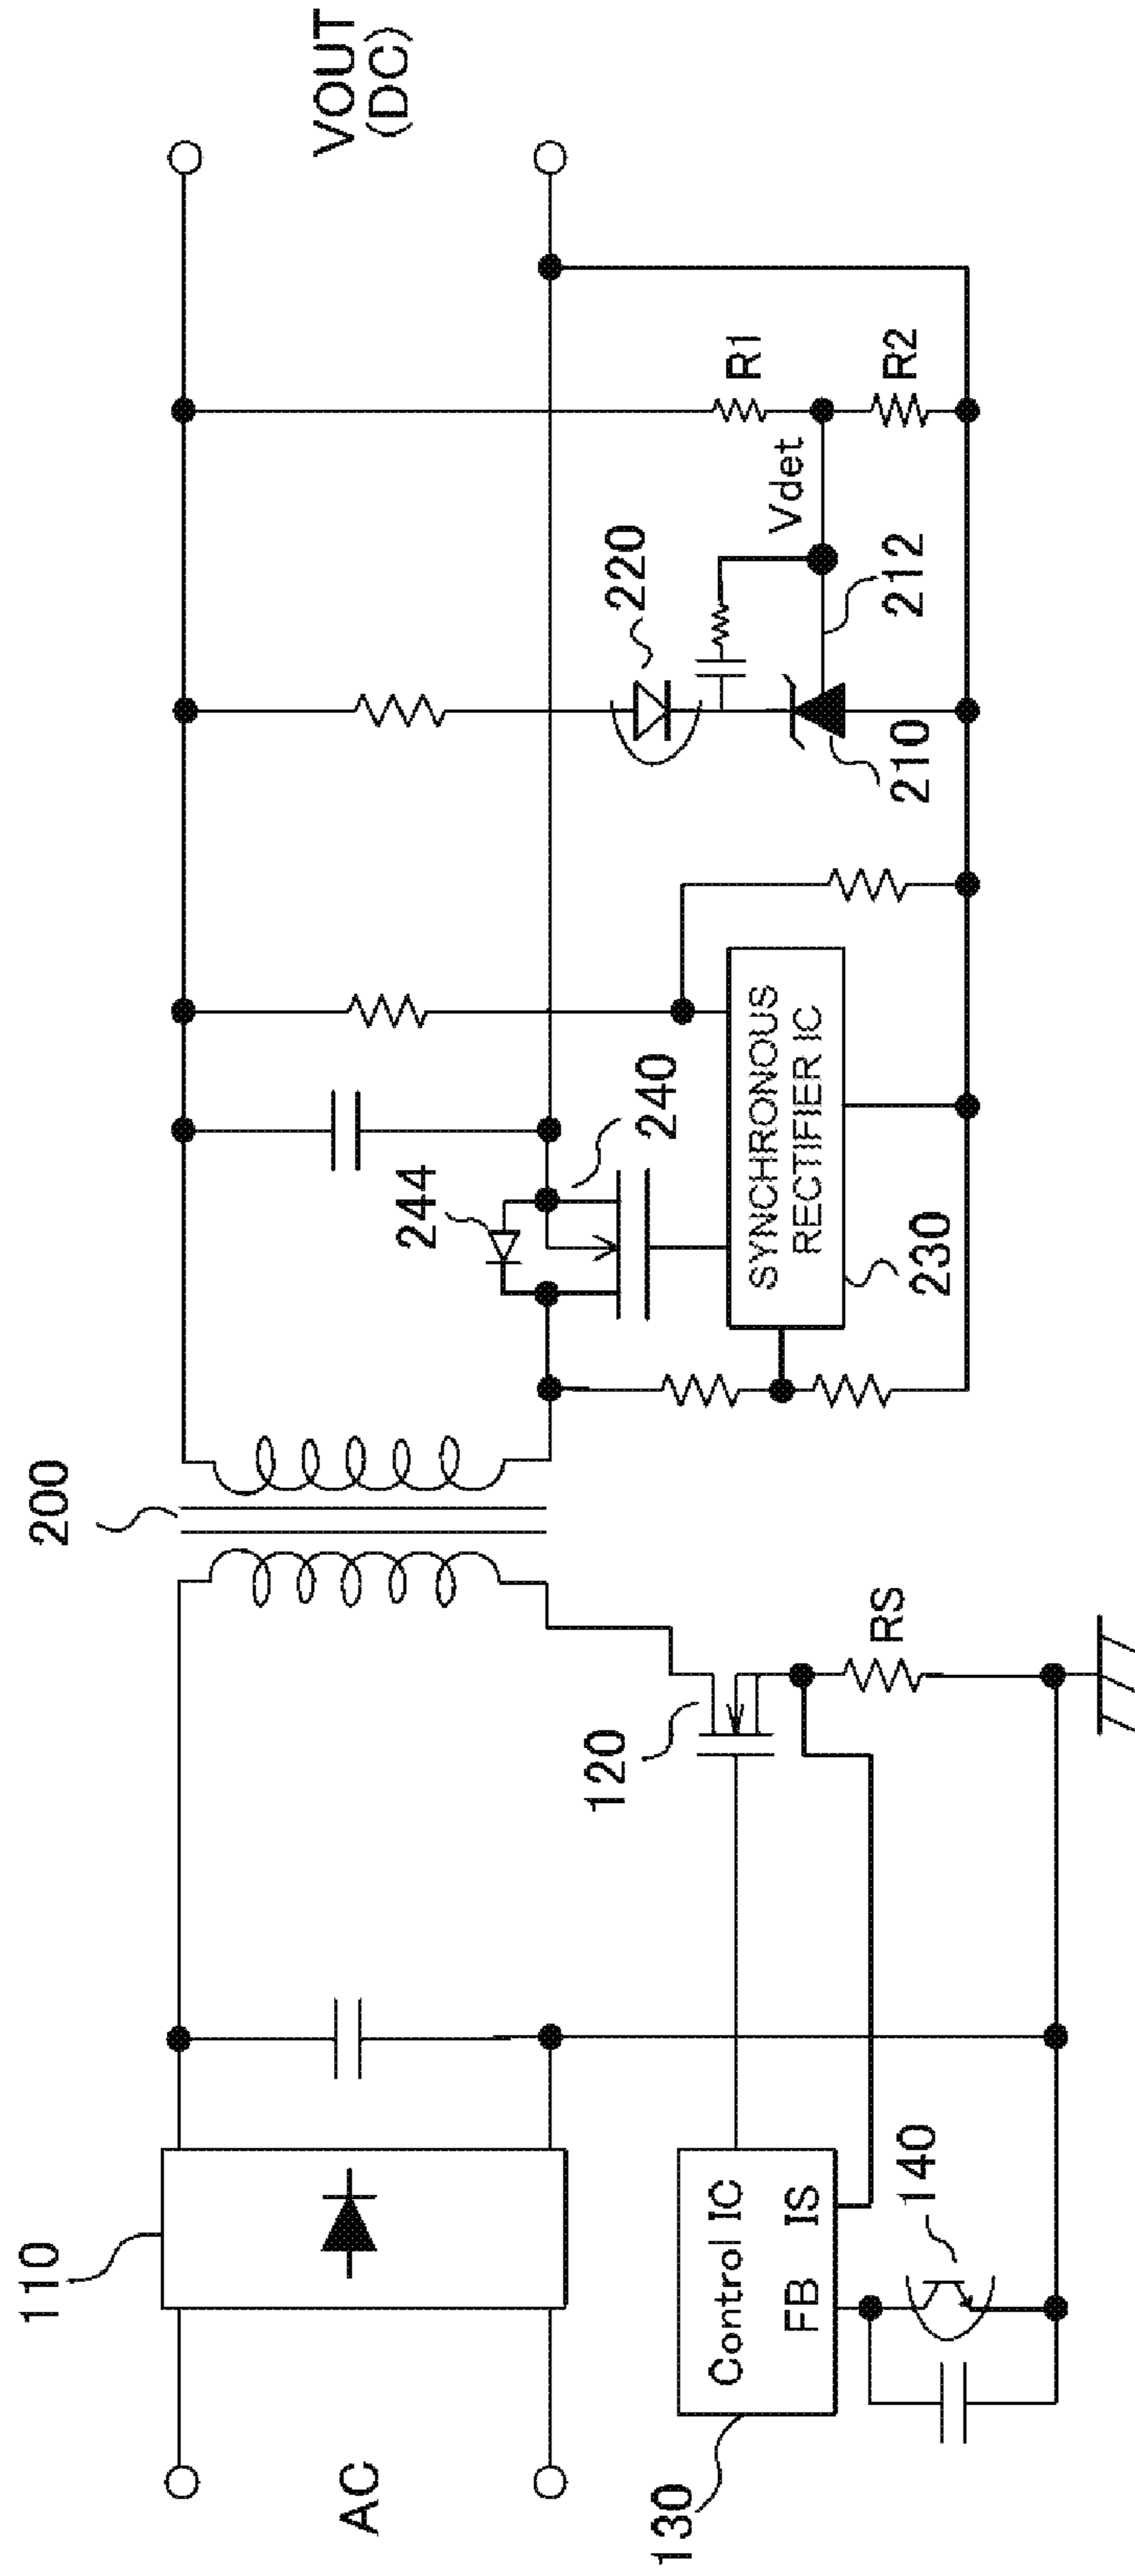 110
AC
130
Control IC
FB IS
140
120
RS
200
244
240
SYNCHRONOUS
RECTIFIER IC
230
220
210
212
Vdet
R1
R2
VOUT
(DC)